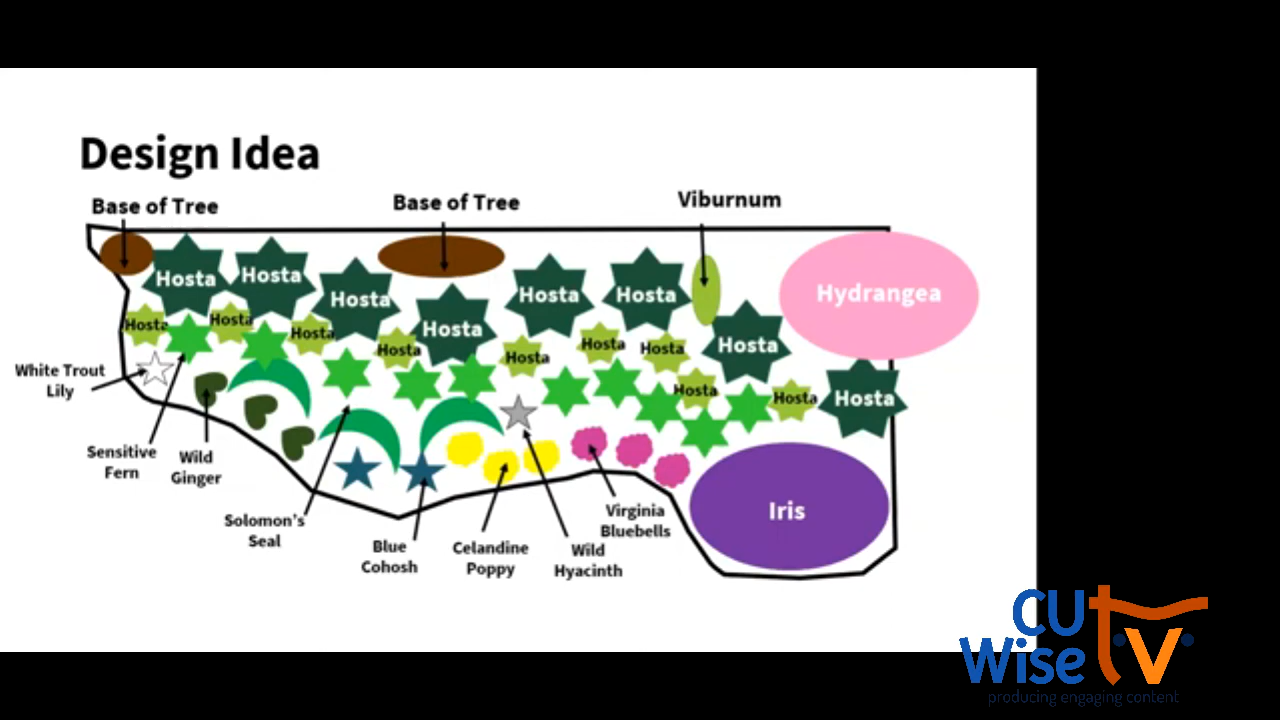 Design Idea
Base of Tree
Base of Tree
Viburnum
Hosta
Hosta
Hosta
Hosta
Hosta
Hosta
Hydrangea
Hosta
Hosta
Hosta
Hosta
Hosta
Hosta
Hosta
Hosta
Hosta
Hosta
Hosta
Hosta
White Trout
Lily
Sensitive
Fern
Wild
Ginger
Solomon's
Seal
Blue
Cohosh
Celandine
Poppy
Wild
Hyacinth
Virginia
Bluebells
Iris
CU
Wise
tv
producing engaging content